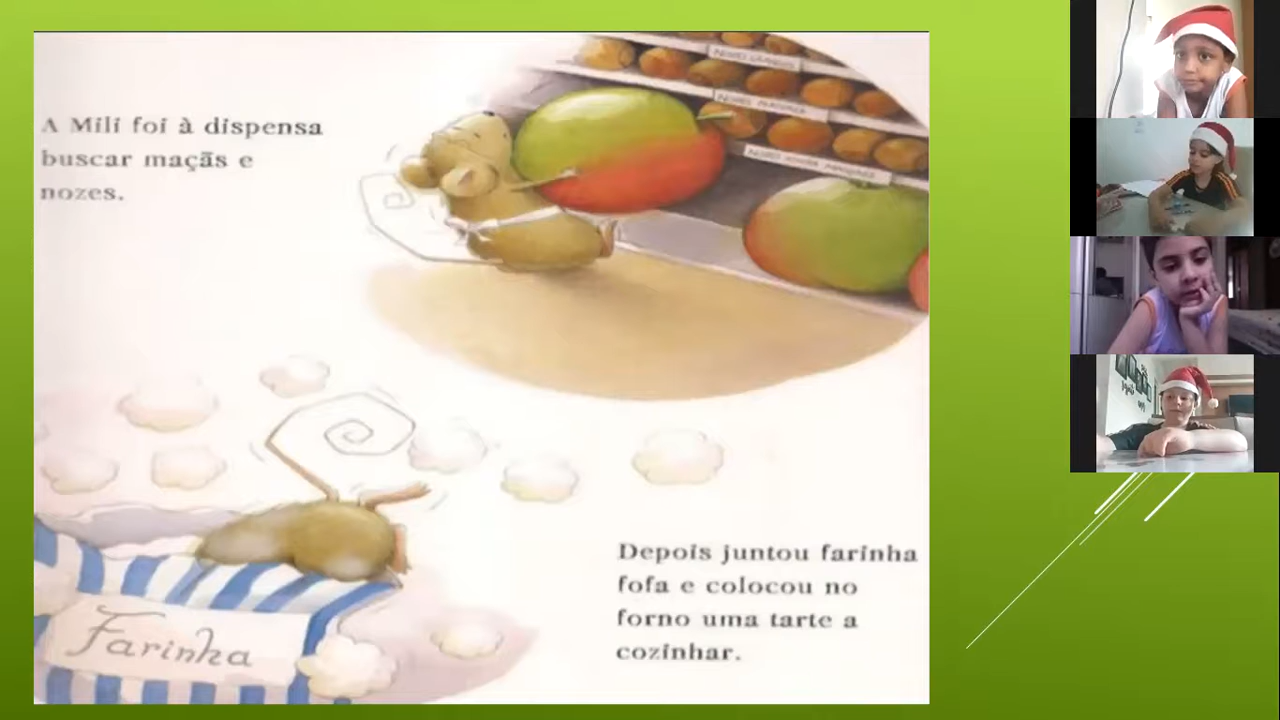 A Mili foi à dispensa
buscar maçãs e
nozes.
Depois juntou farinha
fofa e colocou no
forno uma tarte a
cozinhar.
Farinha